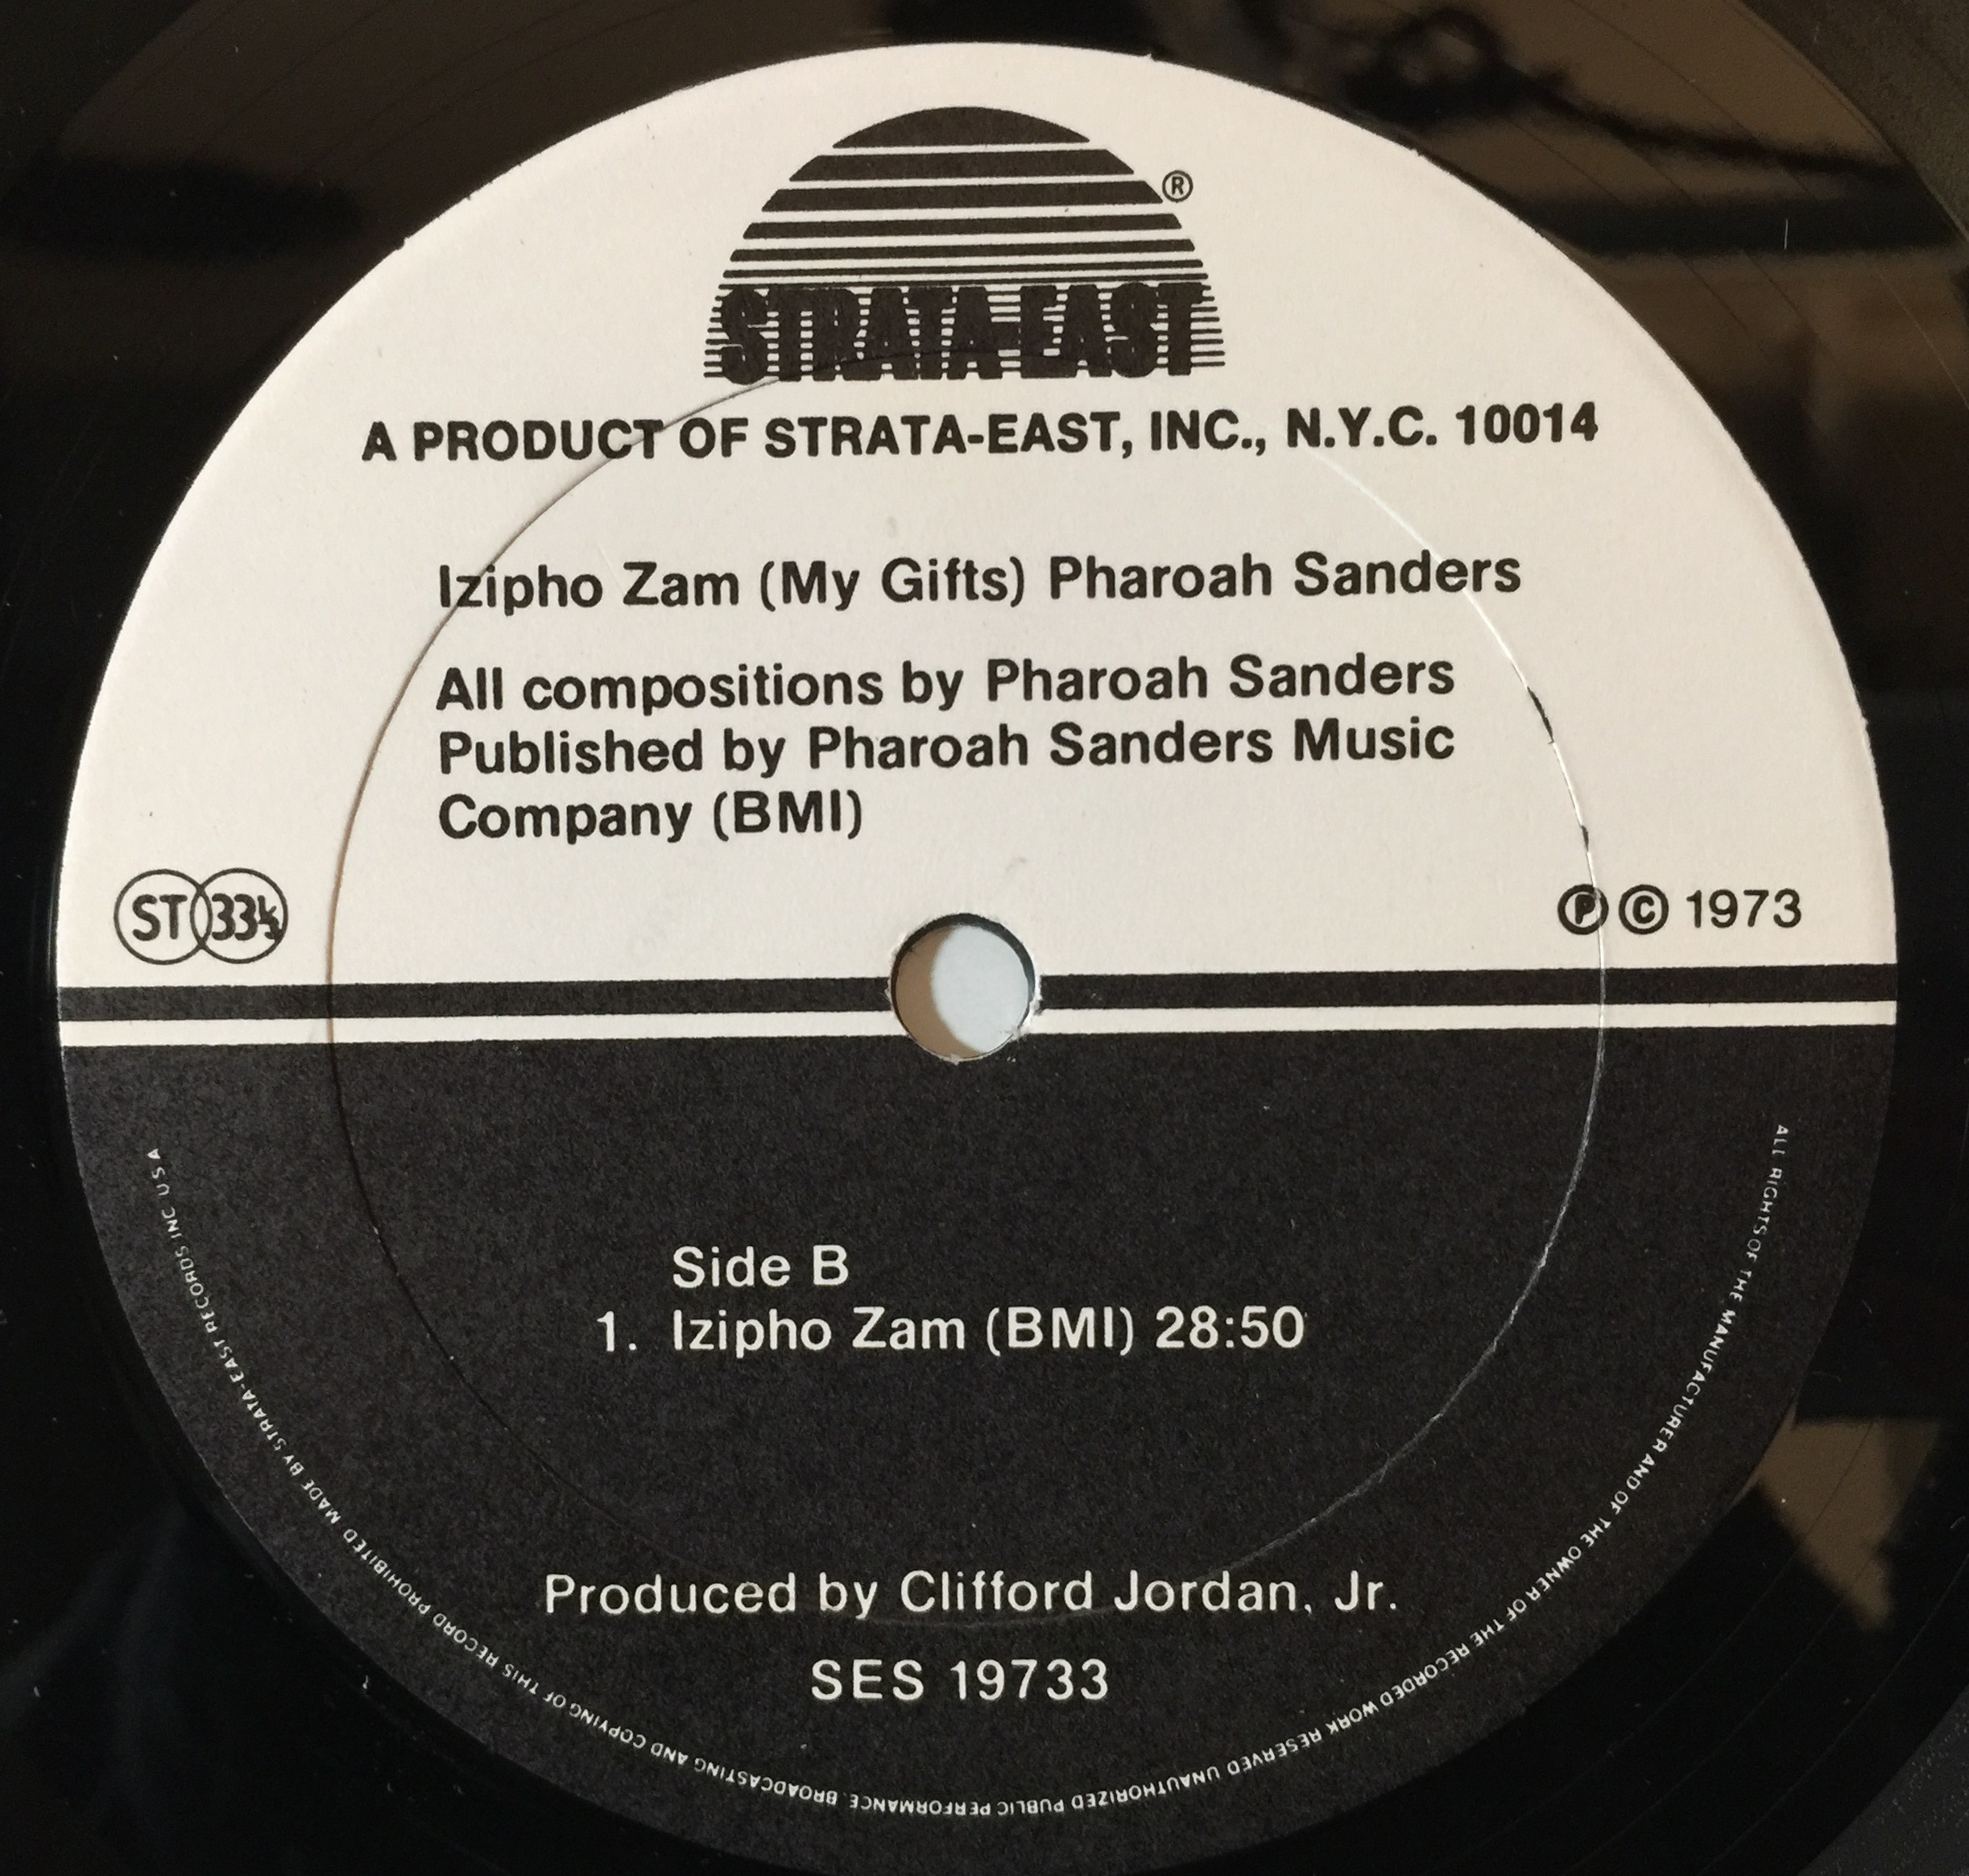 ®
STRATA-EAST
A PRODUCT OF STRATA-EAST, INC., N.Y.C. 10014
Izipho Zam (My Gifts) Pharoah Sanders
All compositions by Pharoah Sanders
Published by Pharoah Sanders Music
Company (BMI)
ST 33⅓
℗ © 1973
Side B
1. Izipho Zam (BMI) 28:50
Produced by Clifford Jordan, Jr.
SES 19733
ALL RIGHTS OF THE MANUFACTURER AND OF THE OWNER OF THE RECORDED WORK RESERVED UNAUTHORIZED PUBLIC PERFORMANCE, BROADCASTING AND COPYING OF THIS RECORD PROHIBITED MADE BY STRATA-EAST RECORDS INC USA